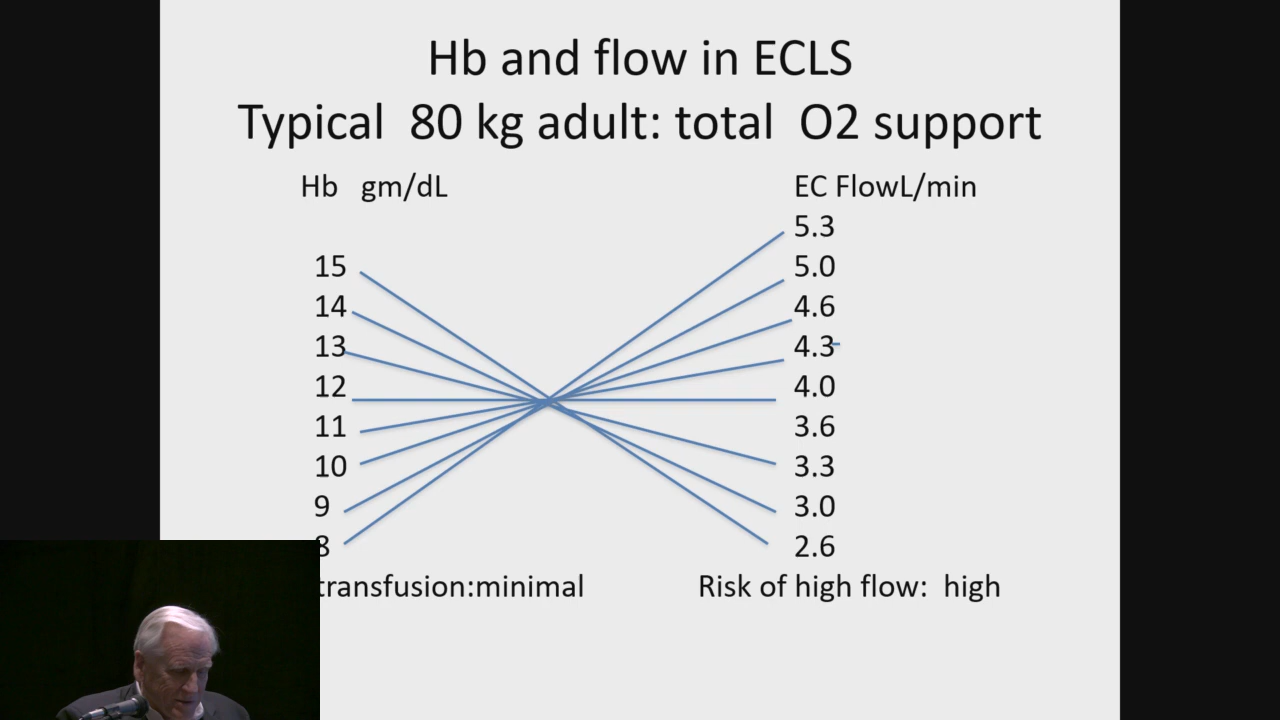 Hb and flow in ECLS
Typical 80 kg adult: total O2 support
Hb gm/dL EC FlowL/min
5.3
15 5.0
14 4.6
13 4.3
12 4.0
11 3.6
10 3.3
9 3.0
8 2.6
transfusion:minimal Risk of high flow: high